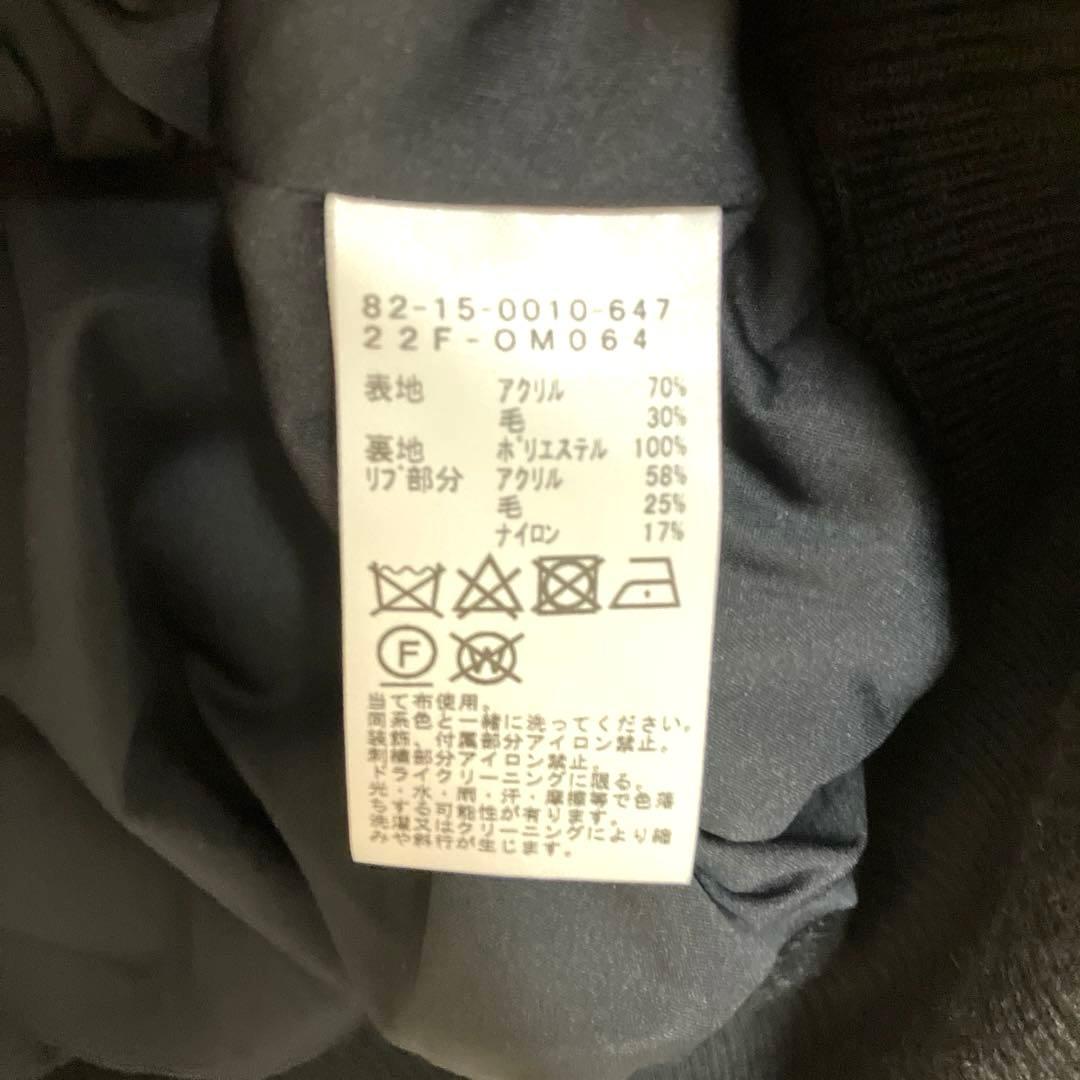 82-15-0010-647
22F-OM064
表地 アクリル 70%
毛 30%
裏地 ポリエステル 100%
リブ部分 アクリル 58%
毛 25%
ナイロン 17%
F W
当て布使用。
同系色と一緒に洗ってください。
装飾、付属部分アイロン禁止。
刺繍部分アイロン禁止。
ドライクリーニングに限る。
光・水・雨・汗・摩擦等で色落
ちする可能性が有ります。
洗濯又はクリーニングにより縮
みや斜行が生じます。